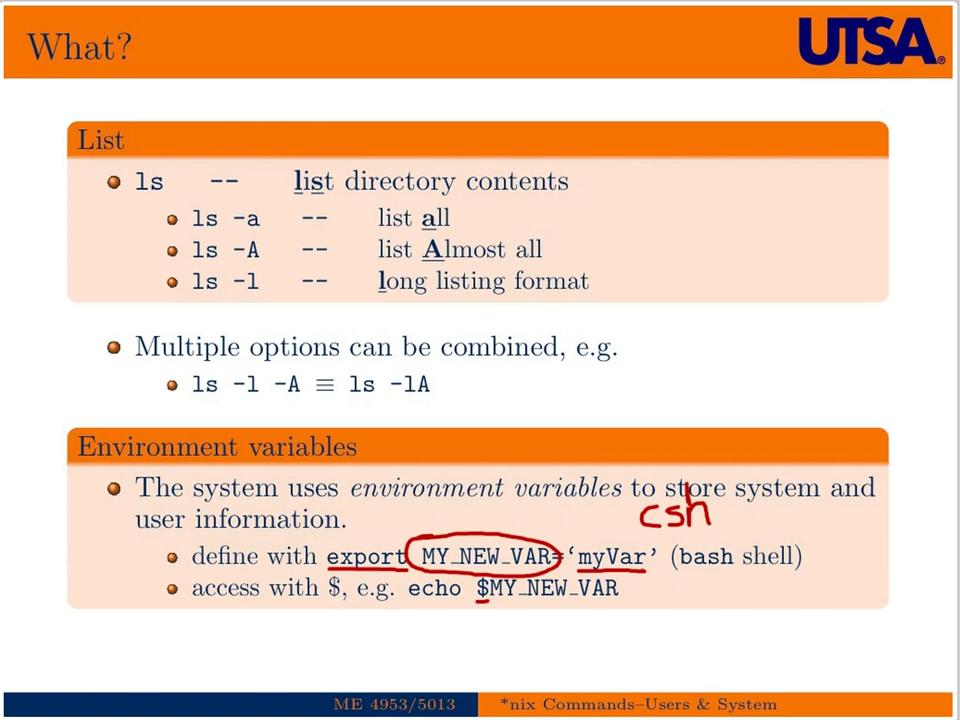 What?
UTSA®
List
ls -- list directory contents
ls -a -- list all
ls -A -- list Almost all
ls -l -- long listing format
Multiple options can be combined, e.g.
ls -l -A ≡ ls -lA
Environment variables
The system uses environment variables to store system and
user information.
csh
define with export MY_NEW_VAR=‘myVar’ (bash shell)
access with $, e.g. echo $MY_NEW_VAR
ME 4953/5013 *nix Commands–Users & System